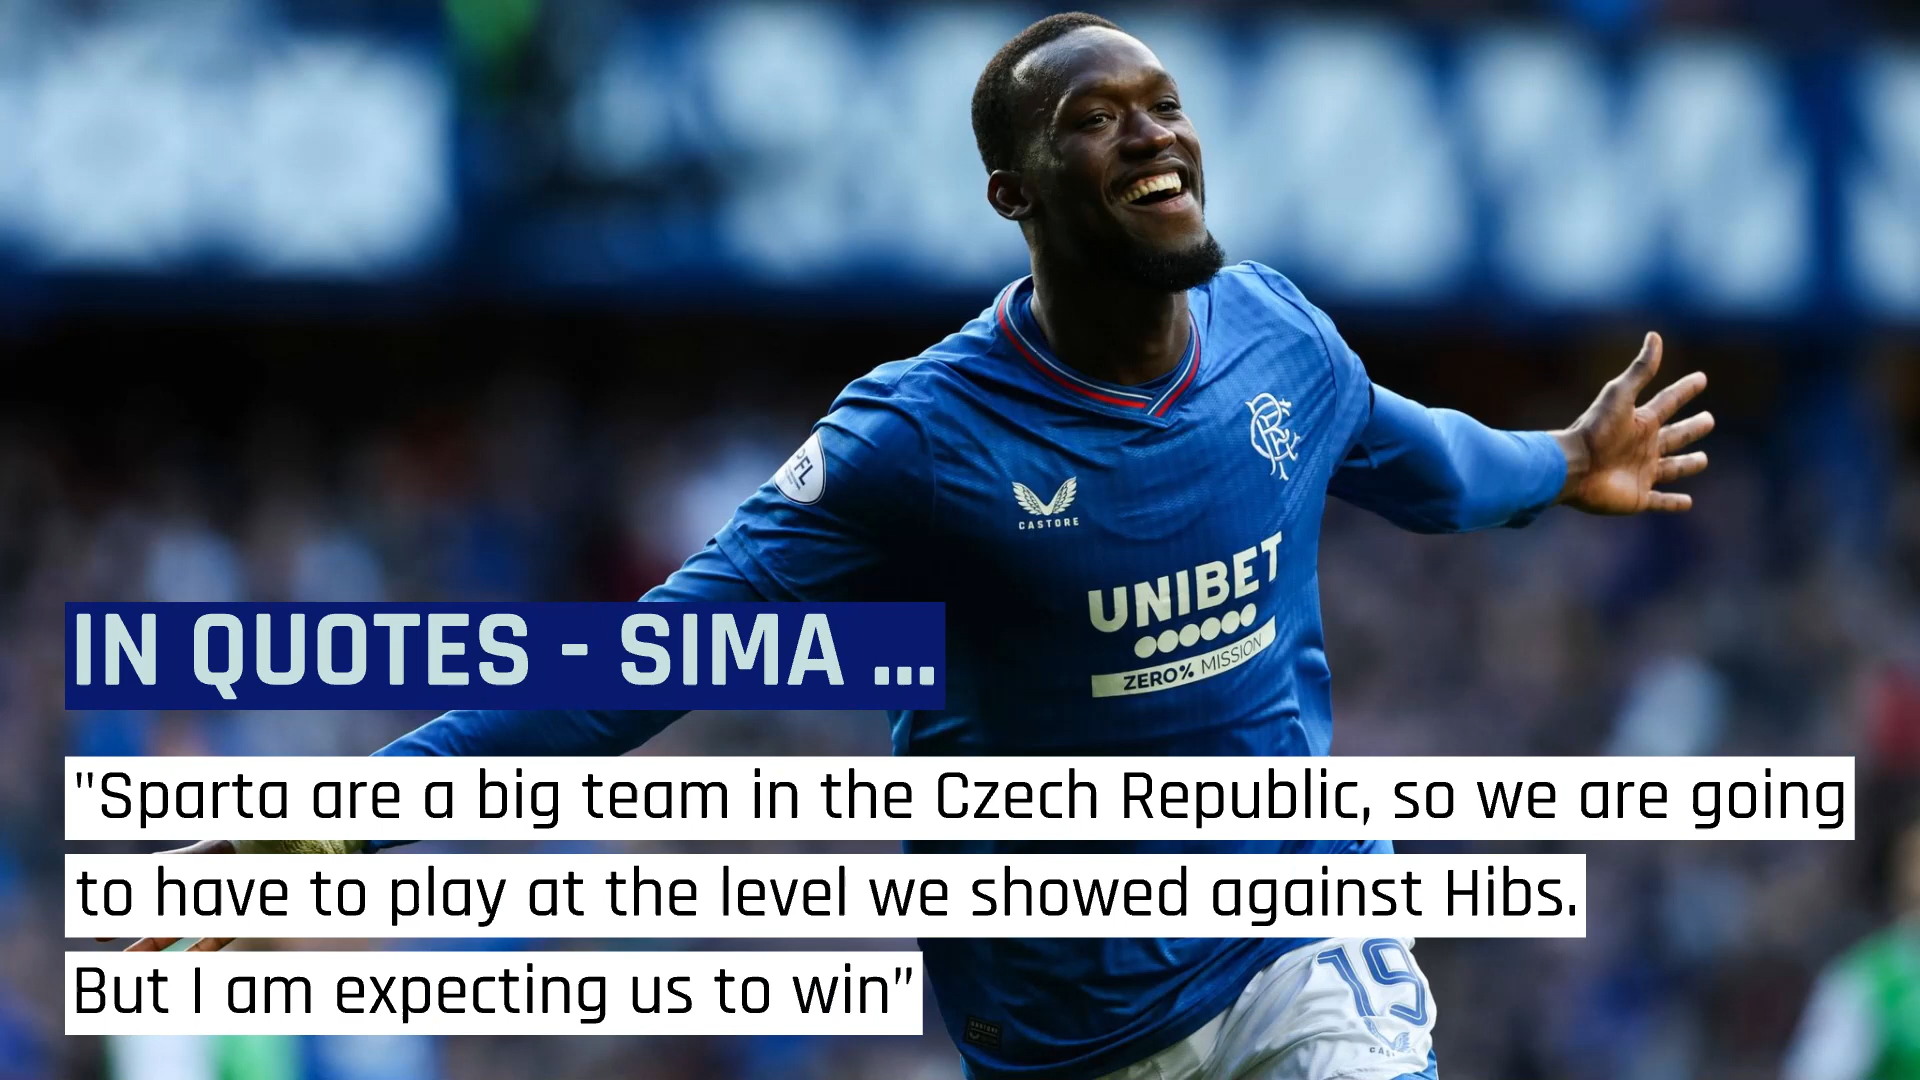 FL
CASTORE
UNIBET
ZERO% MISSION
IN QUOTES - SIMA ...
"Sparta are a big team in the Czech Republic, so we are going
to have to play at the level we showed against Hibs.
But I am expecting us to win”
19